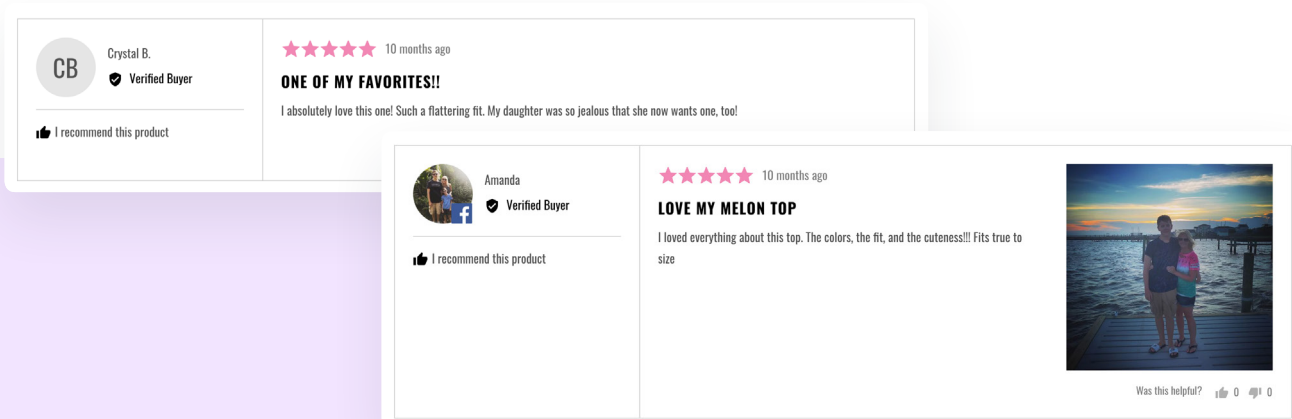 CB
Crystal B.
Verified Buyer
I recommend this product
10 months ago
ONE OF MY FAVORITES!!
I absolutely love this one! Such a flattering fit. My daughter was so jealous that she now wants one, too!
Amanda
Verified Buyer
f
I recommend this product
10 months ago
LOVE MY MELON TOP
I loved everything about this top. The colors, the fit, and the cuteness!!! Fits true to
size
Was this helpful? 0 0